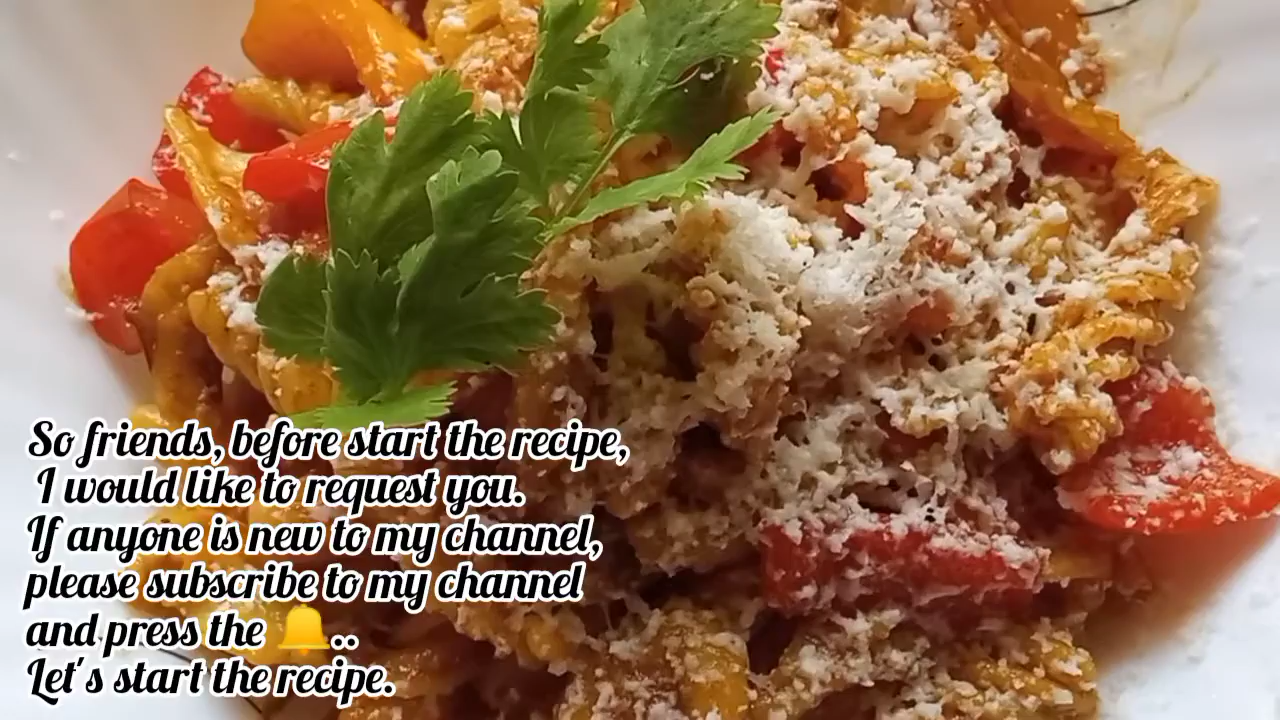 So friends, before start the recipe,
I would like to request you.
If anyone is new to my channel,
please subscribe to my channel
and press the 🔔..
Let's start the recipe.